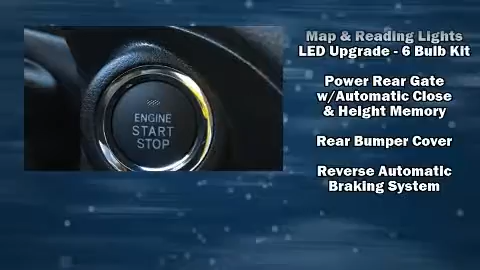 ENGINE
START
STOP
Map & Reading Lights
LED Upgrade - 6 Bulb Kit
Power Rear Gate
w/Automatic Close
& Height Memory
Rear Bumper Cover
Reverse Automatic
Braking System